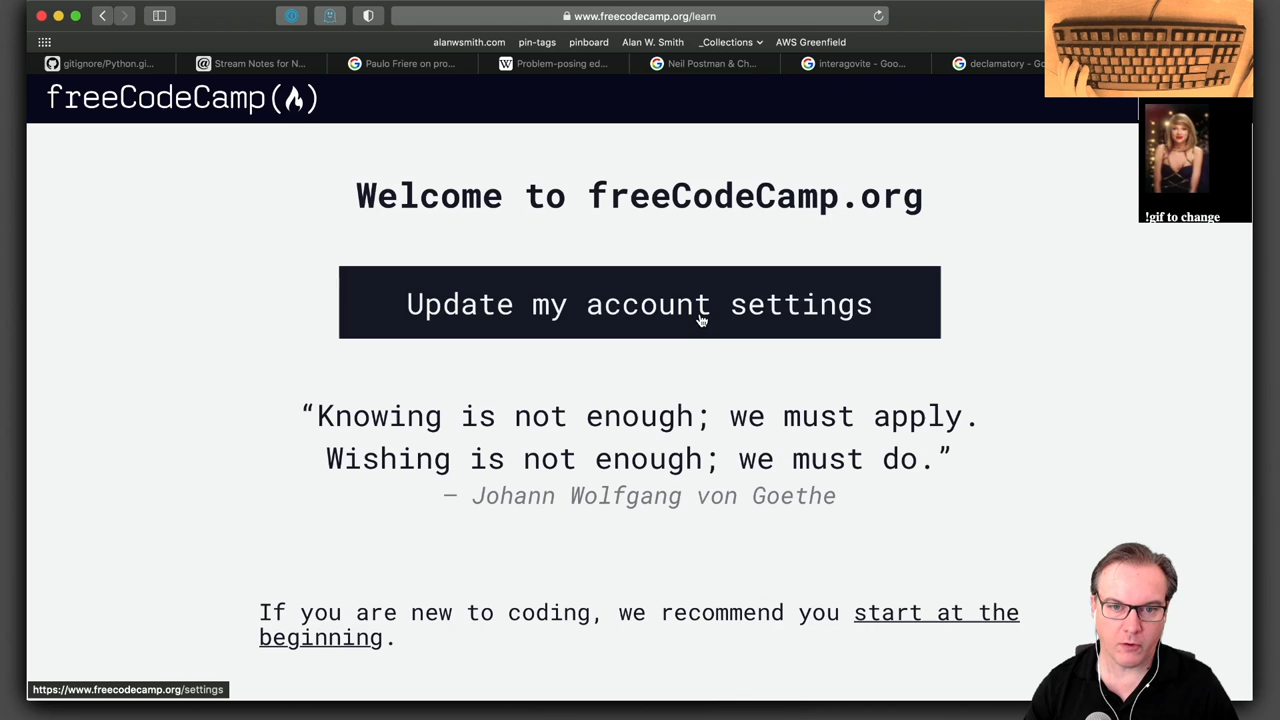 www.freecodecamp.org/learn
alanwsmith.com pin-tags pinboard Alan W. Smith _Collections AWS Greenfield
gitignore/Python.gi... Stream Notes for N... Paulo Friere on pro... Problem-posing ed... Neil Postman & Ch... interagovite - Goo... declamatory - Go
freeCodeCamp
Welcome to freeCodeCamp.org
!gif to change
Update my account settings
“Knowing is not enough; we must apply.
Wishing is not enough; we must do.”
— Johann Wolfgang von Goethe
If you are new to coding, we recommend you start at the
beginning.
https://www.freecodecamp.org/settings